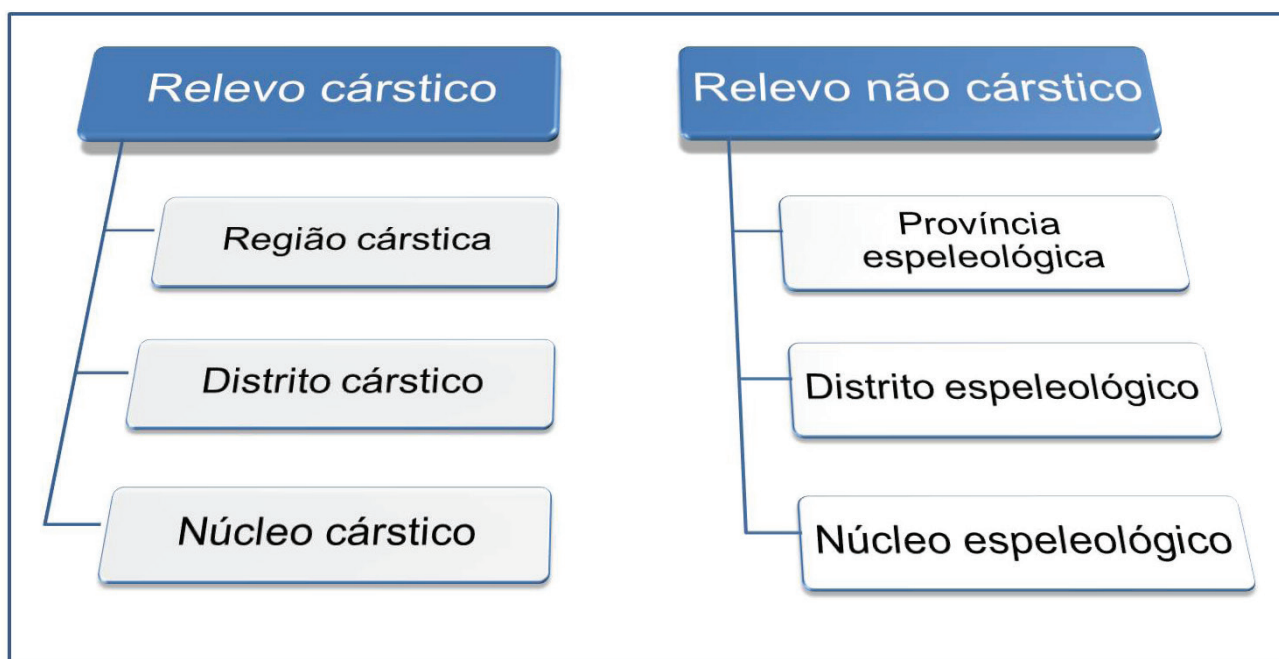 Relevo cárstico
Região cárstica
Distrito cárstico
Núcleo cárstico
Relevo não cárstico
Província
espeleológica
Distrito espeleológico
Núcleo espeleológico